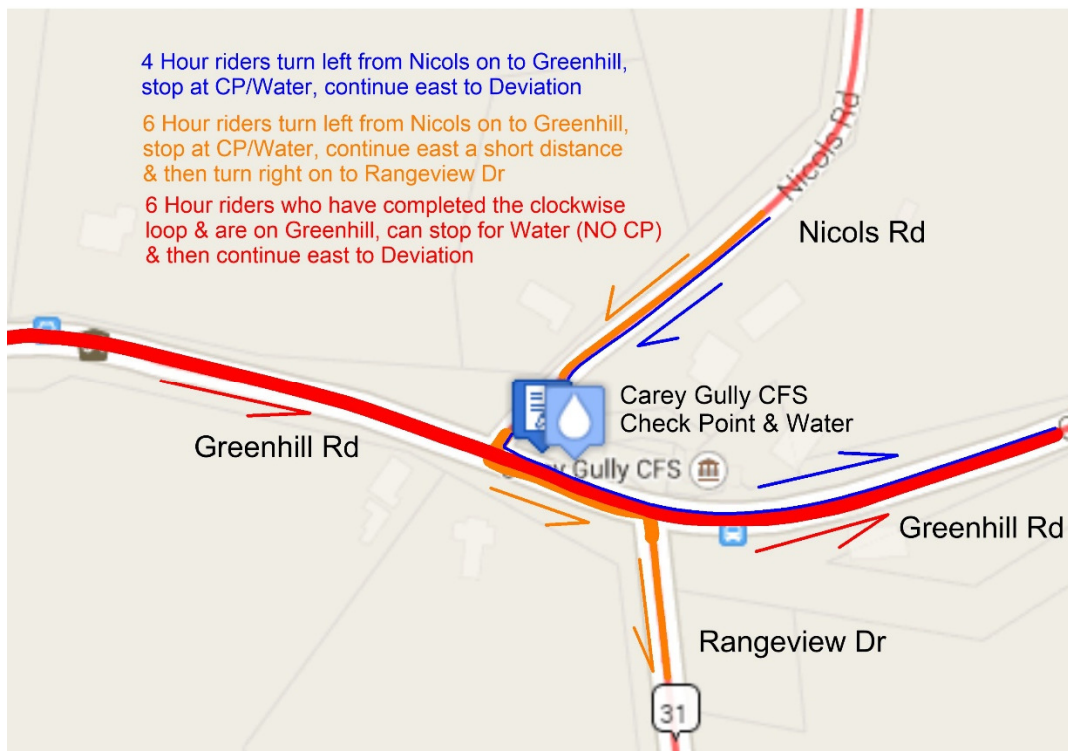 4 Hour riders turn left from Nicols on to Greenhill,
stop at CP/Water, continue east to Deviation
6 Hour riders turn left from Nicols on to Greenhill,
stop at CP/Water, continue east a short distance
& then turn right on to Rangeview Dr
6 Hour riders who have completed the clockwise
loop & are on Greenhill, can stop for Water (NO CP)
& then continue east to Deviation
Nicols Rd
Nicols Rd
Carey Gully CFS
Check Point & Water
Greenhill Rd
Gully CFS
Greenhill Rd
Rangeview Dr
31